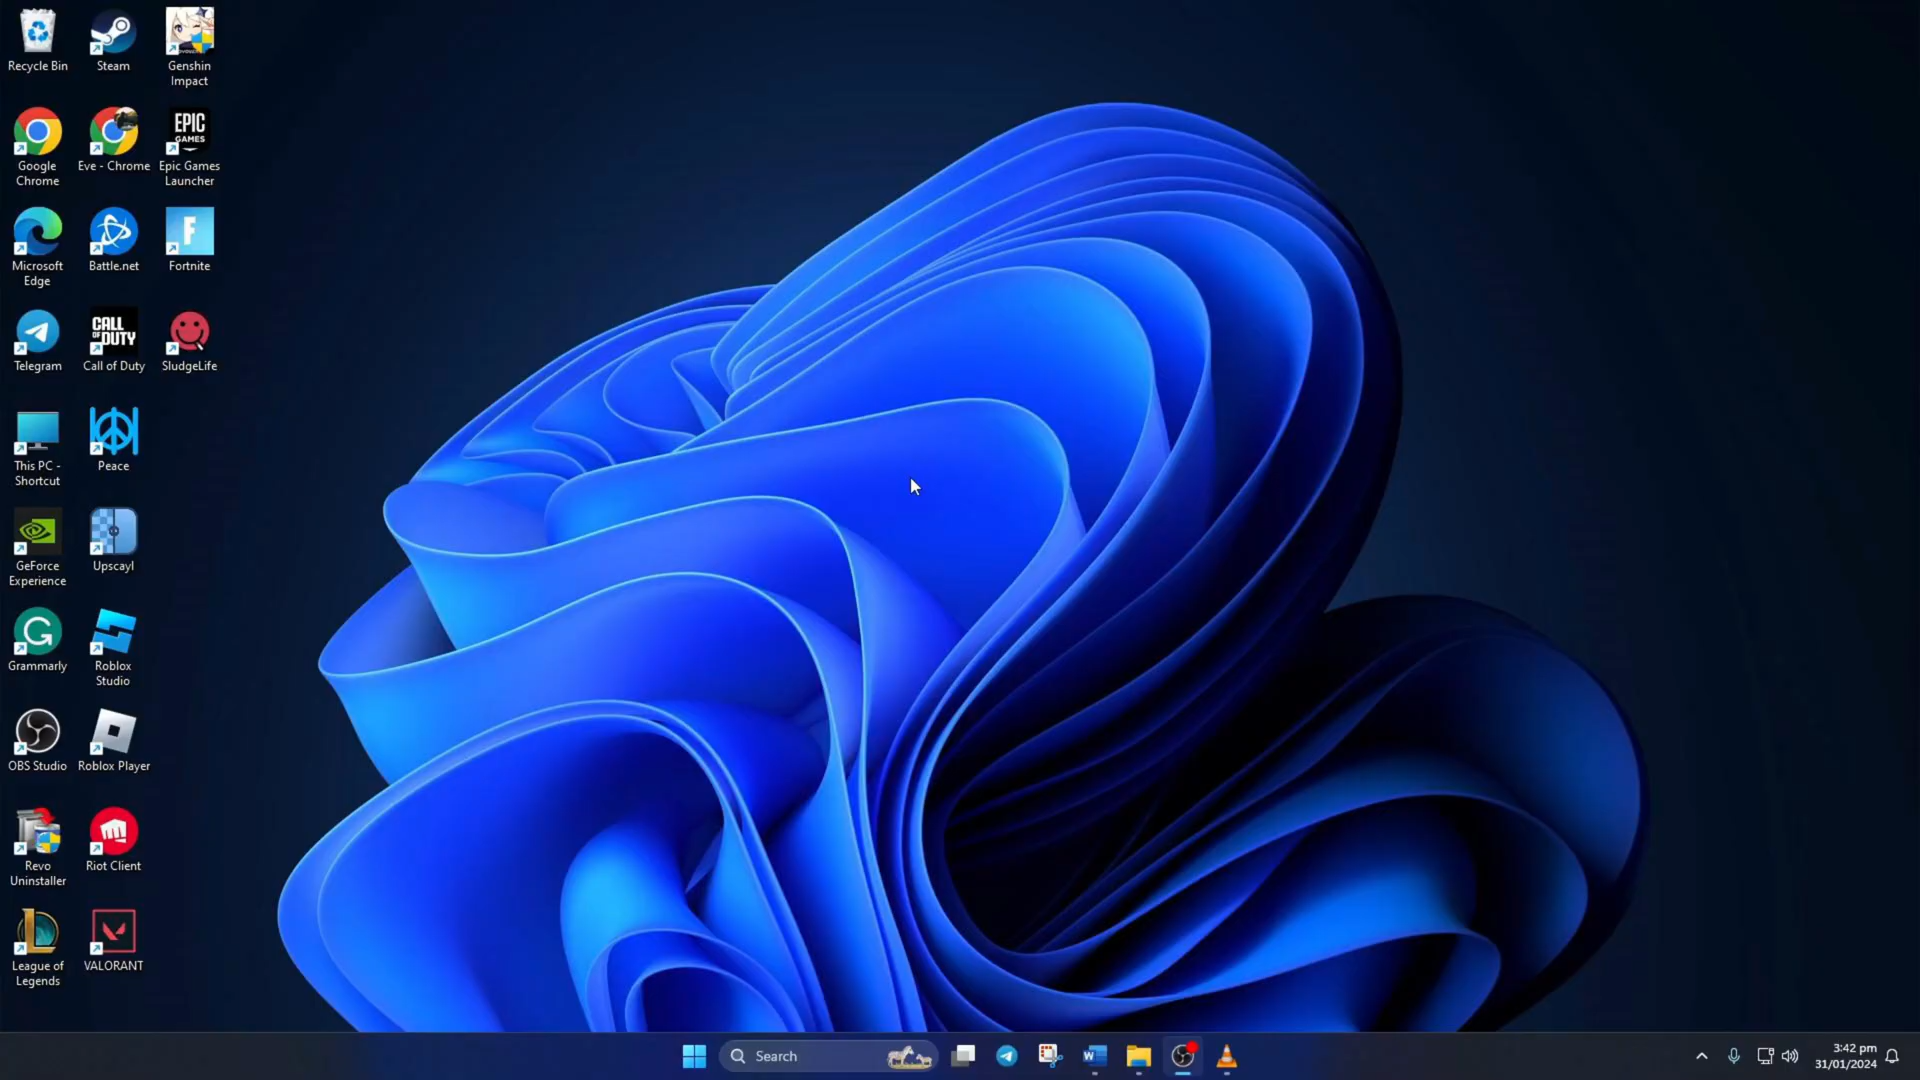 Recycle Bin
Steam
Genshin
Impact
Google
Chrome
Eve - Chrome
EPIC
GAMES
Epic Games
Launcher
Microsoft
Edge
Battle.net
F
Fortnite
Telegram
CALL
OF DUTY
Call of Duty
SludgeLife
This PC -
Shortcut
Peace
GeForce
Experience
Upscayl
G
Grammarly
Roblox
Studio
OBS Studio
Roblox Player
Revo
Uninstaller
Riot Client
L
League of
Legends
VALORANT
Search
W
3:42 pm
31/01/2024